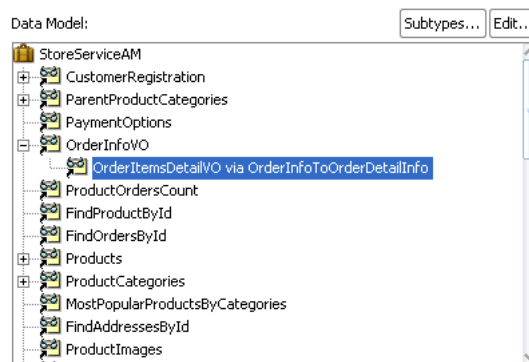 Data Model:
Subtypes... Edit..
StoreServiceAM
CustomerRegistration
ParentProductCategories
PaymentOptions
OrderInfoVO
OrderItemsDetailVO via OrderInfoToOrderDetailInfo
ProductOrdersCount
FindProductById
FindOrdersById
Products
ProductCategories
MostPopularProductsByCategories
FindAddressesById
ProductImages